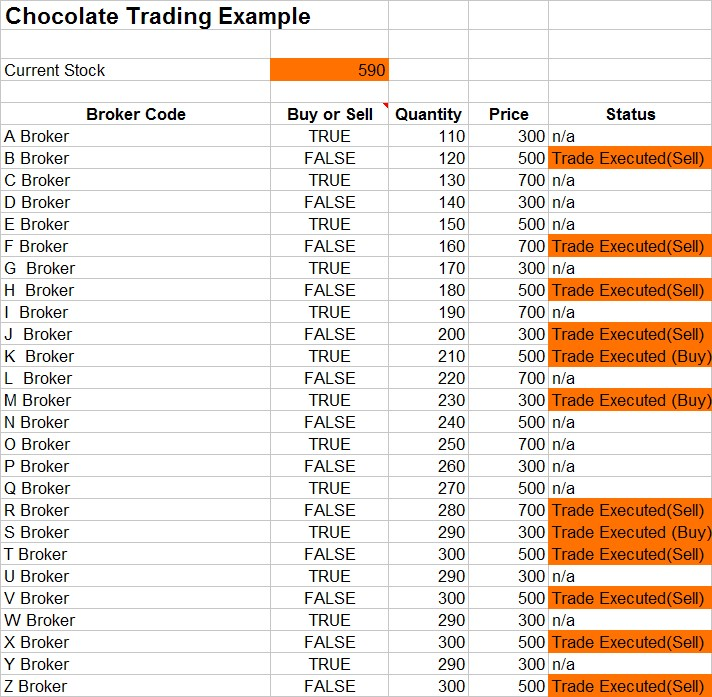 Chocolate Trading Example
Current Stock 590
Broker Code Buy or Sell Quantity Price Status
A Broker TRUE 110 300 n/a
B Broker FALSE 120 500 Trade Executed(Sell)
C Broker TRUE 130 700 n/a
D Broker FALSE 140 300 n/a
E Broker TRUE 150 500 n/a
F Broker FALSE 160 700 Trade Executed(Sell)
G  Broker TRUE 170 300 n/a
H  Broker FALSE 180 500 Trade Executed(Sell)
I  Broker TRUE 190 700 n/a
J  Broker FALSE 200 300 Trade Executed(Sell)
K  Broker TRUE 210 500 Trade Executed (Buy)
L  Broker FALSE 220 700 n/a
M Broker TRUE 230 300 Trade Executed (Buy)
N Broker FALSE 240 500 n/a
O Broker TRUE 250 700 n/a
P Broker FALSE 260 300 n/a
Q Broker TRUE 270 500 n/a
R Broker FALSE 280 700 Trade Executed(Sell)
S Broker TRUE 290 300 Trade Executed (Buy)
T Broker FALSE 300 500 Trade Executed(Sell)
U Broker TRUE 290 300 n/a
V Broker FALSE 300 500 Trade Executed(Sell)
W Broker TRUE 290 300 n/a
X Broker FALSE 300 500 Trade Executed(Sell)
Y Broker TRUE 290 300 n/a
Z Broker FALSE 300 500 Trade Executed(Sell)